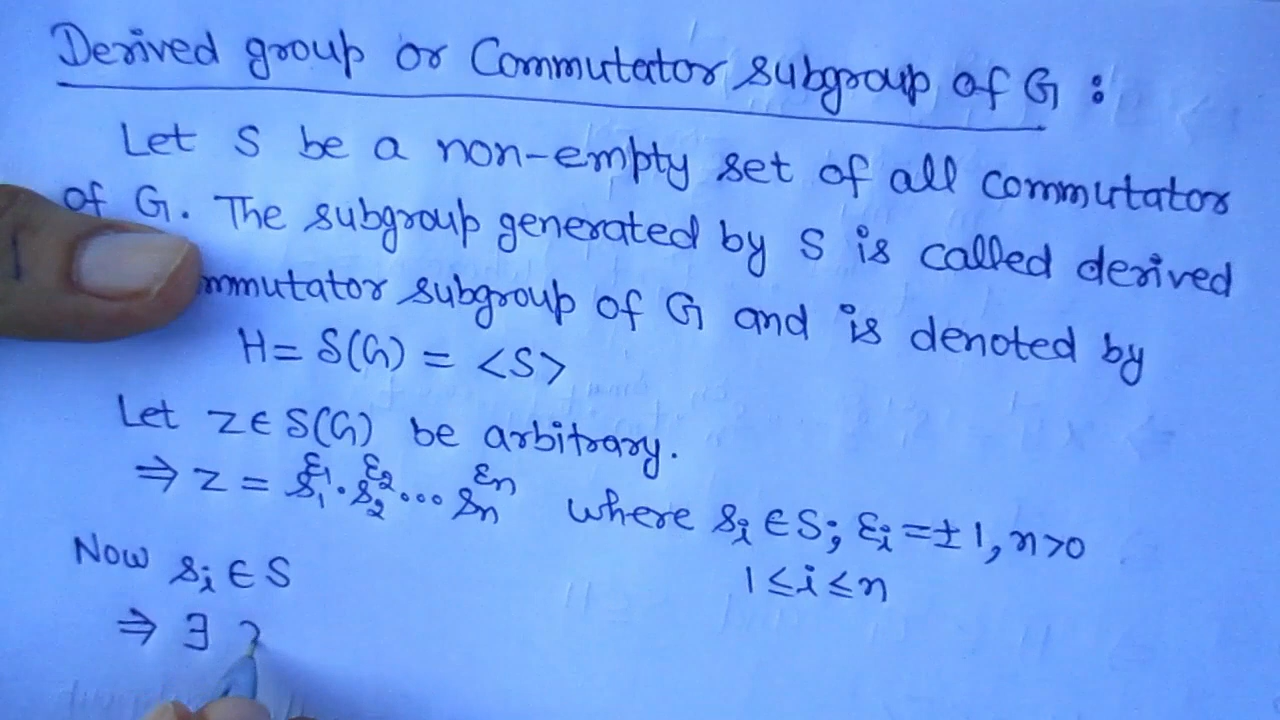 Derived group or Commutator subgroup of G :
Let S be a non-empty set of all commutator
of G. The subgroup generated by S is called derived
mmutator subgroup of G and is denoted by
H = S(G) = <S>
Let z ∈ S(G) be arbitrary.
⇒ z = s₁^ε₁ · s₂^ε₂ ... sₙ^εₙ where sᵢ ∈ S; εᵢ = ±1, n>0
1 ≤ i ≤ n
Now sᵢ ∈ S
⇒ ∃